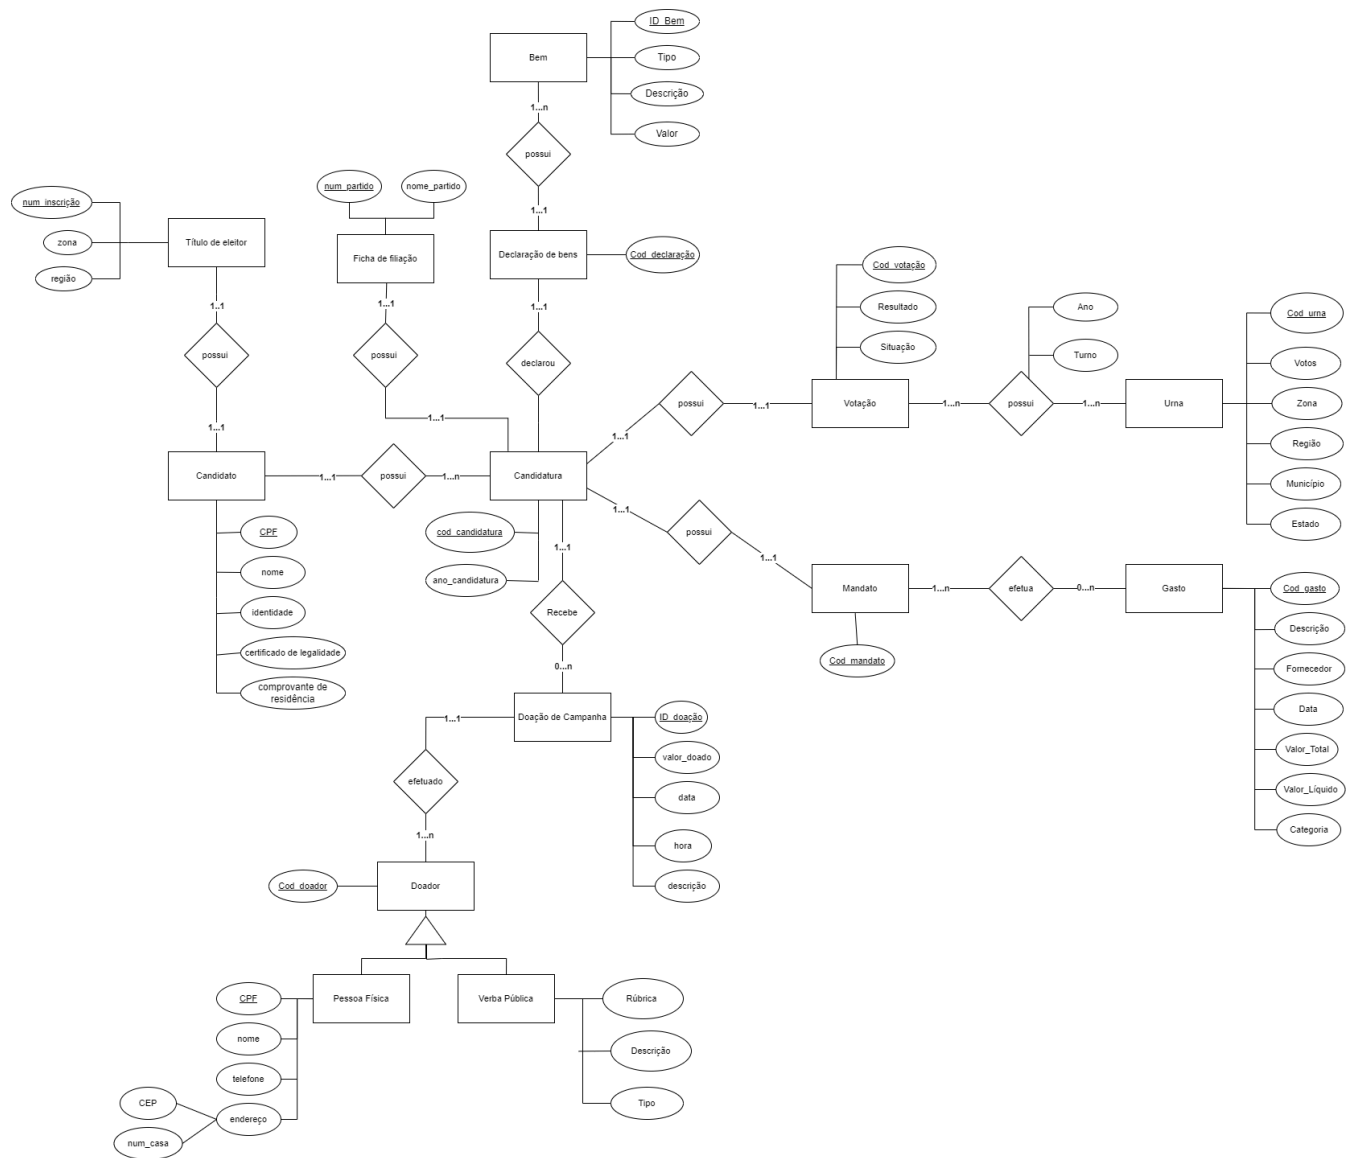 ID_Bem
Bem
Tipo
Descrição
Valor
1...n
possui
1...1
num_partido
nome_partido
num_inscrição
zona
região
Título de eleitor
Ficha de filiação
Declaração de bens
Cod_declaração
1..1
possui
1...1
1...1
possui
1...1
1...1
declarou
Cod_votação
Resultado
Situação
Votação
Ano
Turno
possui
1...n
1...n
Urna
Cod_urna
Votos
Zona
Região
Município
Estado
possui
1...1
1...1
Candidato
1...1
possui
1...n
Candidatura
CPF
nome
identidade
certificado de legalidade
comprovante de
residência
cod_candidatura
ano_candidatura
1...1
possui
1...1
Mandato
Cod_mandato
1...n
efetua
0...n
Gasto
Cod_gasto
Descrição
Fornecedor
Data
Valor_Total
Valor_Líquido
Categoria
1...1
Recebe
0...n
Doação de Campanha
ID_doação
valor_doado
data
hora
descrição
1...1
efetuado
1...n
Cod_doador
Doador
CPF
nome
telefone
endereço
CEP
num_casa
Pessoa Física
Verba Pública
Rúbrica
Descrição
Tipo